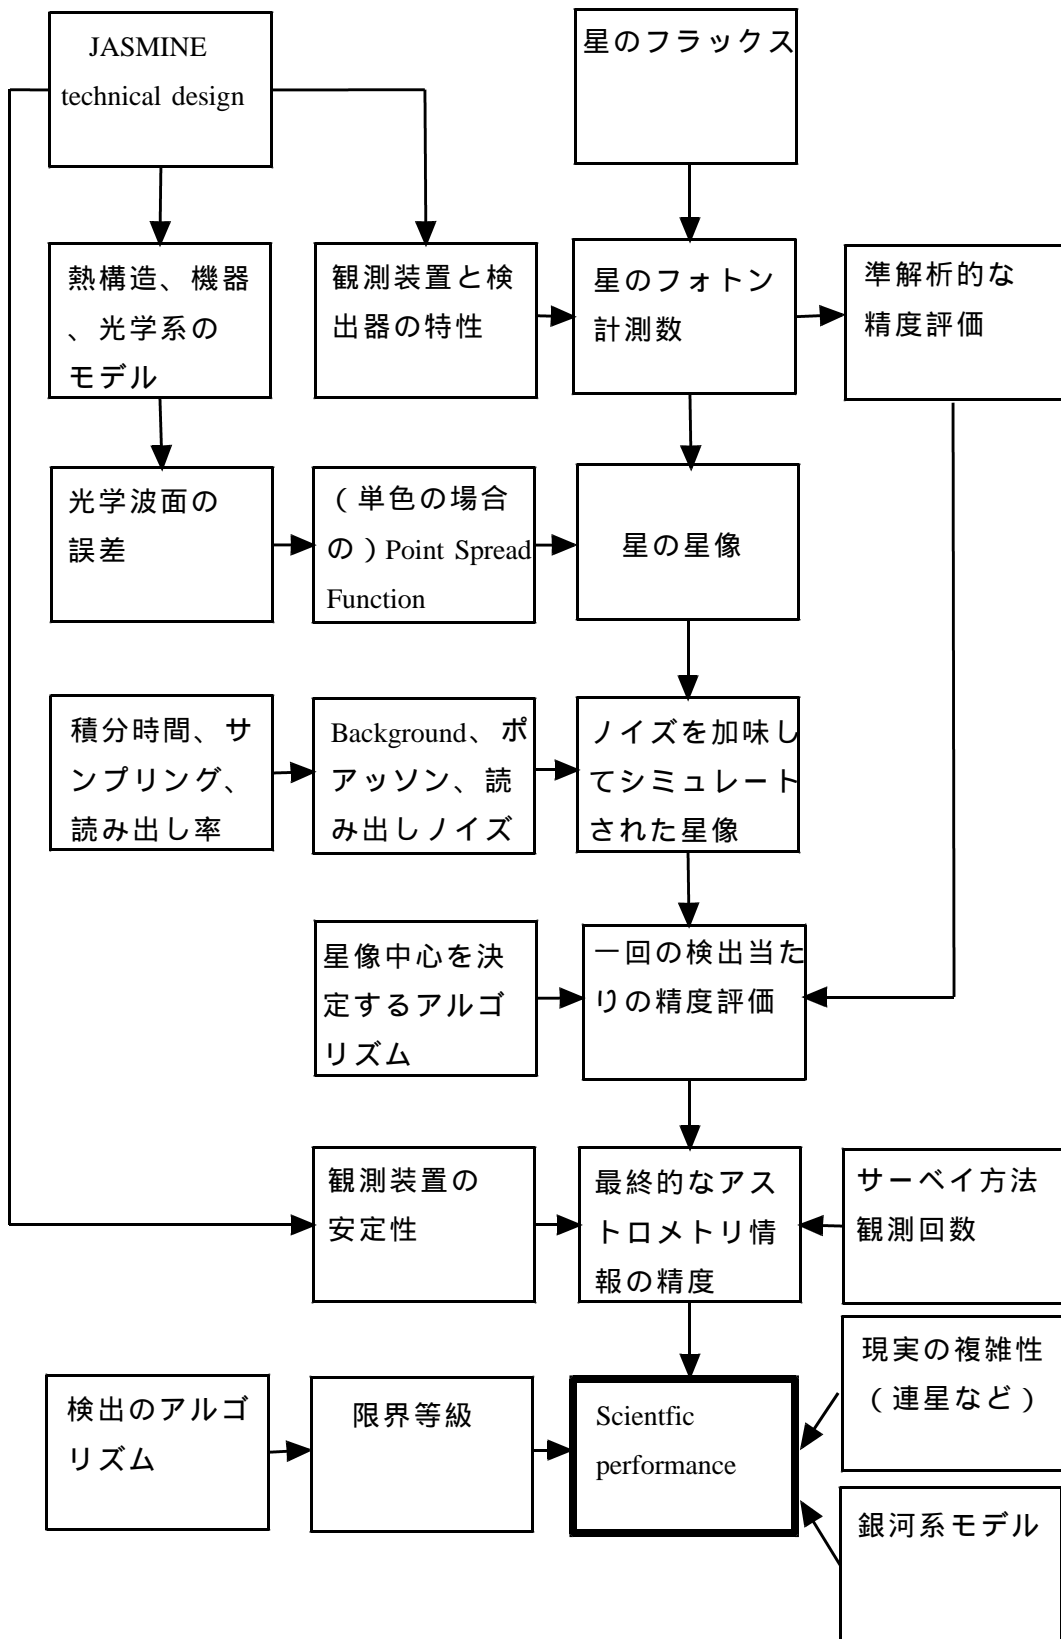 JASMINE
technical design
星のフラックス
熱構造、機器
、光学系の
モデル
観測装置と検
出器の特性
星のフォトン
計測数
準解析的な
精度評価
光学波面の
誤差
(単色の場合
の)Point Spread
Function
星の星像
積分時間、サ
ンプリング、
読み出し率
Background、ポ
アッソン、読
み出しノイズ
ノイズを加味し
てシミュレート
された星像
星像中心を決
定するアルゴ
リズム
一回の検出当た
りの精度評価
観測装置の
安定性
最終的なアス
トロメトリ情
報の精度
サーベイ方法
観測回数
検出のアルゴ
リズム
限界等級
Scientfic
performance
現実の複雑性
(連星など)
銀河系モデル